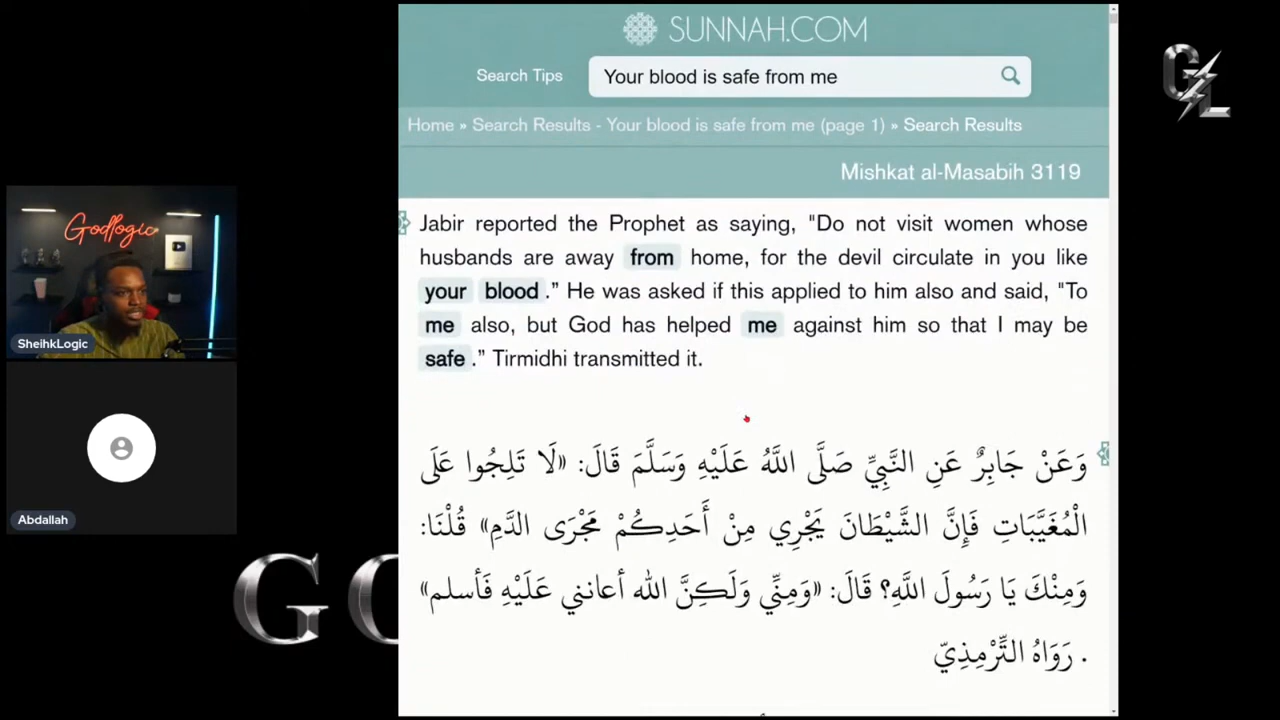 SUNNAH.COM
Search Tips
Your blood is safe from me
Home » Search Results - Your blood is safe from me (page 1) » Search Results
Mishkat al-Masabih 3119
Jabir reported the Prophet as saying, "Do not visit women whose
husbands are away from home, for the devil circulate in you like
your blood .” He was asked if this applied to him also and said, "To
me also, but God has helped me against him so that I may be
safe .” Tirmidhi transmitted it.
وَعَنْ جَابِرٌ عَنِ النَّبِيِّ صَلَّى اللَّهُ عَلَيْهِ وَسَلَّمَ قَالَ: «لَا تَلِجُوا عَلَى
الْمُغَيَّبَاتِ فَإِنَّ الشَّيْطَانَ يَجْرِي مِنْ أَحَدِكُمْ مَجْرَى الدَّمِ» قُلْنَا:
وَمِنْكَ يَا رَسُولَ اللَّهِ؟ قَالَ: «وَمِنِّي وَلَكِنَّ الله أعانني عَلَيْهِ فَأسلم»
. رَوَاهُ التِّرْمِذِيّ
Godlogic
SheihkLogic
Abdallah
GL
GO